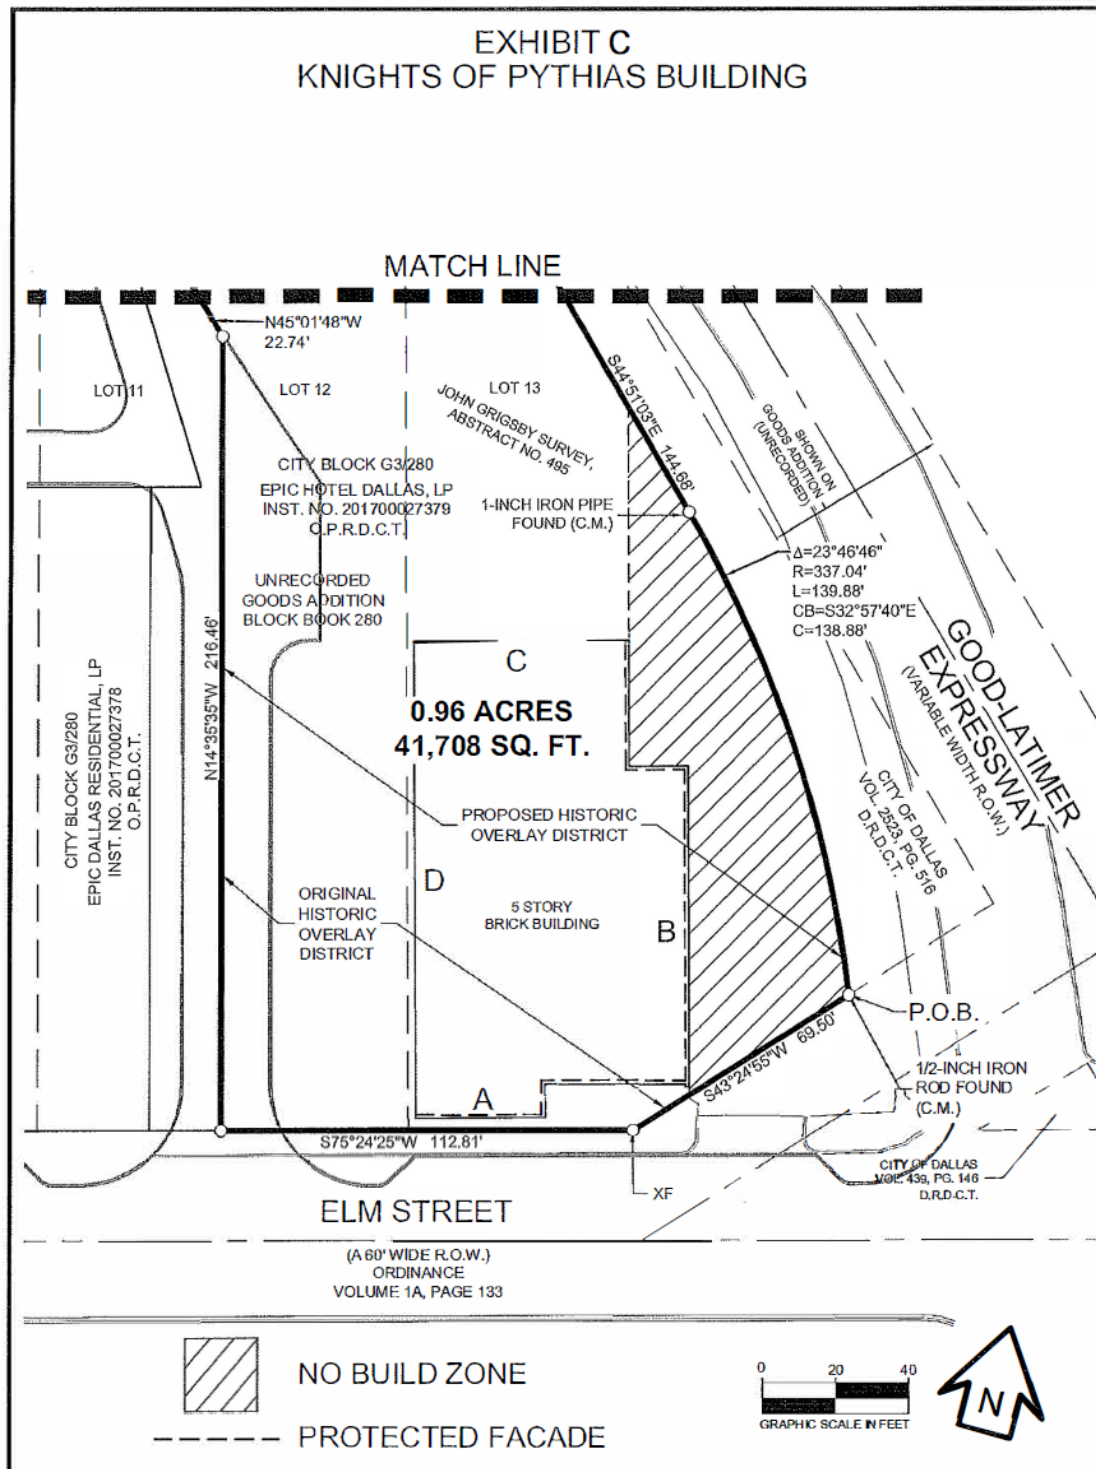 EXHIBIT C
KNIGHTS OF PYTHIAS BUILDING
MATCH LINE
N45°01'48"W
22.74'
LOT 11
LOT 12
LOT 13
JOHN GRIGSBY SURVEY,
ABSTRACT NO. 495
S44°51'03"E 144.68'
SHOWN ON
GOODS ADDITION
(UNRECORDED)
CITY BLOCK G3/280
EPIC HOTEL DALLAS, LP
INST. NO. 201700027379
O.P.R.D.C.T.
1-INCH IRON PIPE
FOUND (C.M.)
Δ=23°46'46"
R=337.04'
L=139.88'
CB=S32°57'40"E
C=138.88'
UNRECORDED
GOODS ADDITION
BLOCK BOOK 280
N14°35'35"W 216.46'
CITY BLOCK G3/280
EPIC DALLAS RESIDENTIAL, LP
INST. NO. 201700027378
O.P.R.D.C.T.
C
0.96 ACRES
41,708 SQ. FT.
GOOD-LATIMER
EXPRESSWAY
(VARIABLE WIDTH R.O.W.)
CITY OF DALLAS
VOL. 2523, PG. 516
D.R.D.C.T.
PROPOSED HISTORIC
OVERLAY DISTRICT
D
ORIGINAL
HISTORIC
OVERLAY
DISTRICT
5 STORY
BRICK BUILDING
B
P.O.B.
S43°24'55"W 69.50'
1/2-INCH IRON
ROD FOUND
(C.M.)
A
S75°24'25"W 112.81'
CITY OF DALLAS
VOL. 439, PG. 146
D.R.D.C.T.
XF
ELM STREET
(A 60' WIDE R.O.W.)
ORDINANCE
VOLUME 1A, PAGE 133
NO BUILD ZONE
PROTECTED FACADE
0 20 40
GRAPHIC SCALE IN FEET
N